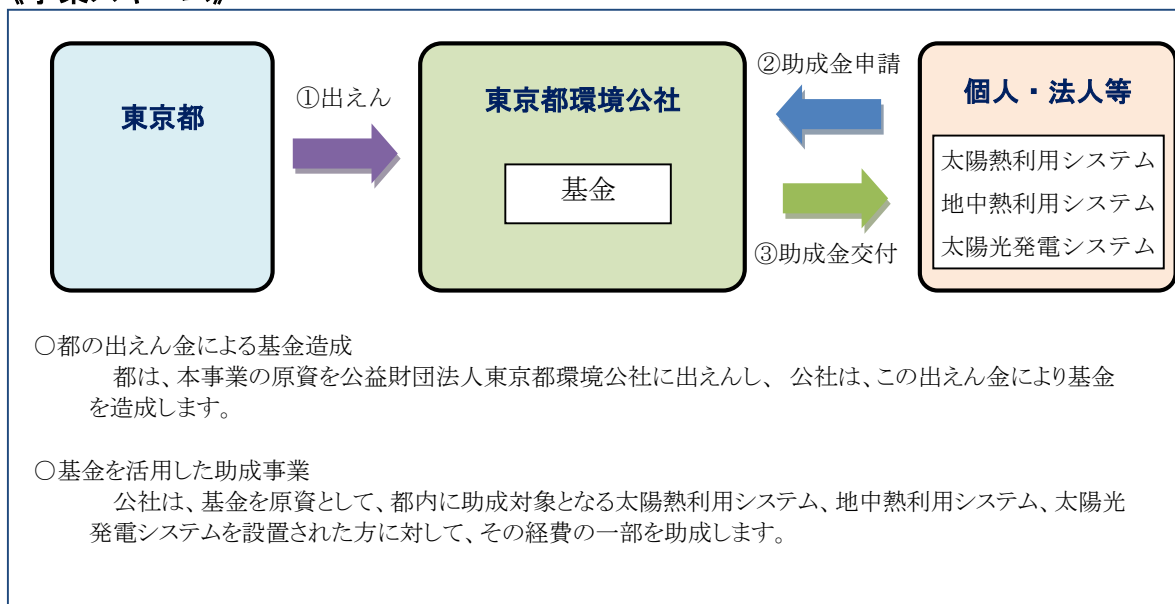 東京都
①出えん
東京都環境公社
基金
②助成金申請
③助成金交付
個人・法人等
太陽熱利用システム
地中熱利用システム
太陽光発電システム
○都の出えん金による基金造成
都は、本事業の原資を公益財団法人東京都環境公社に出えんし、 公社は、この出えん金により基金
を造成します。
○基金を活用した助成事業
公社は、基金を原資として、都内に助成対象となる太陽熱利用システム、地中熱利用システム、太陽光
発電システムを設置された方に対して、その経費の一部を助成します。